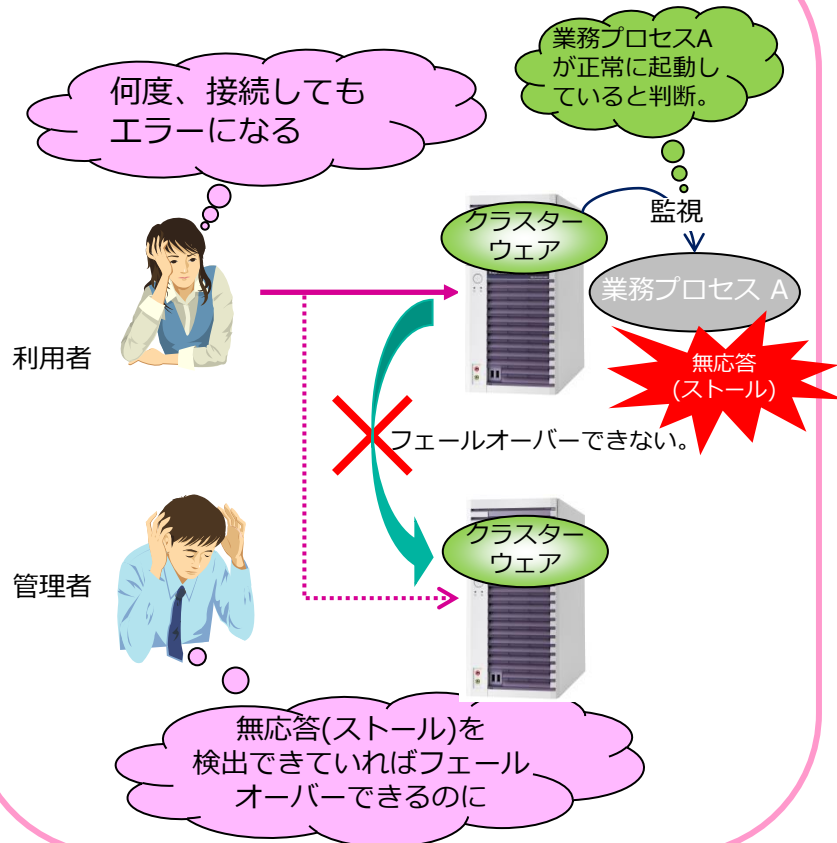 業務プロセスA
が正常に起動し
ていると判断。
何度、接続しても
エラーになる
監視
クラスター
ウェア
業務プロセス A
無応答
(ストール)
利用者
フェールオーバーできない。
クラスター
ウェア
管理者
無応答(ストール)を
検出できていればフェール
オーバーできるのに